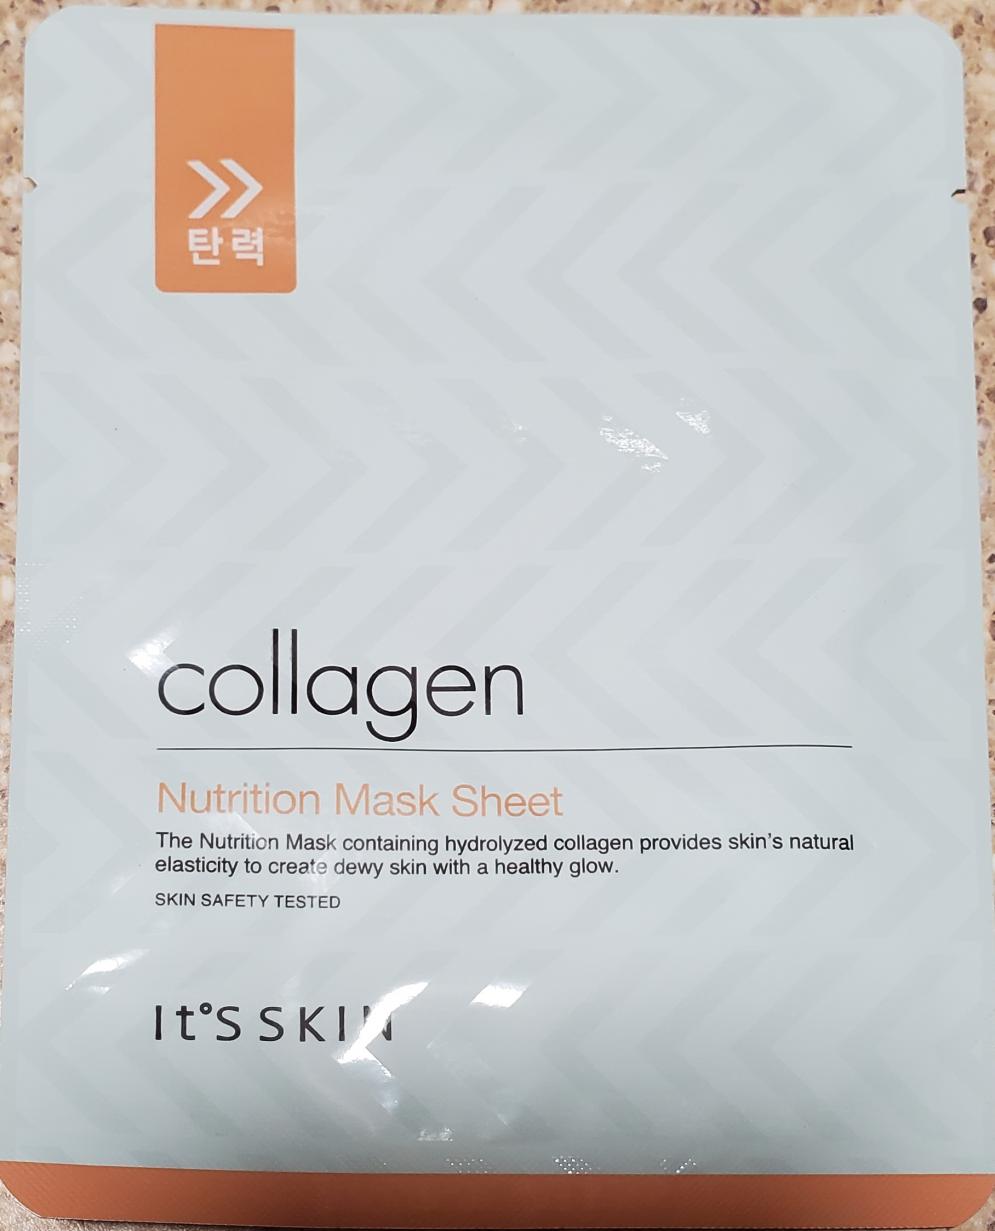 탄력
collagen
Nutrition Mask Sheet
The Nutrition Mask containing hydrolyzed collagen provides skin's natural
elasticity to create dewy skin with a healthy glow.
SKIN SAFETY TESTED
It°S SKIN